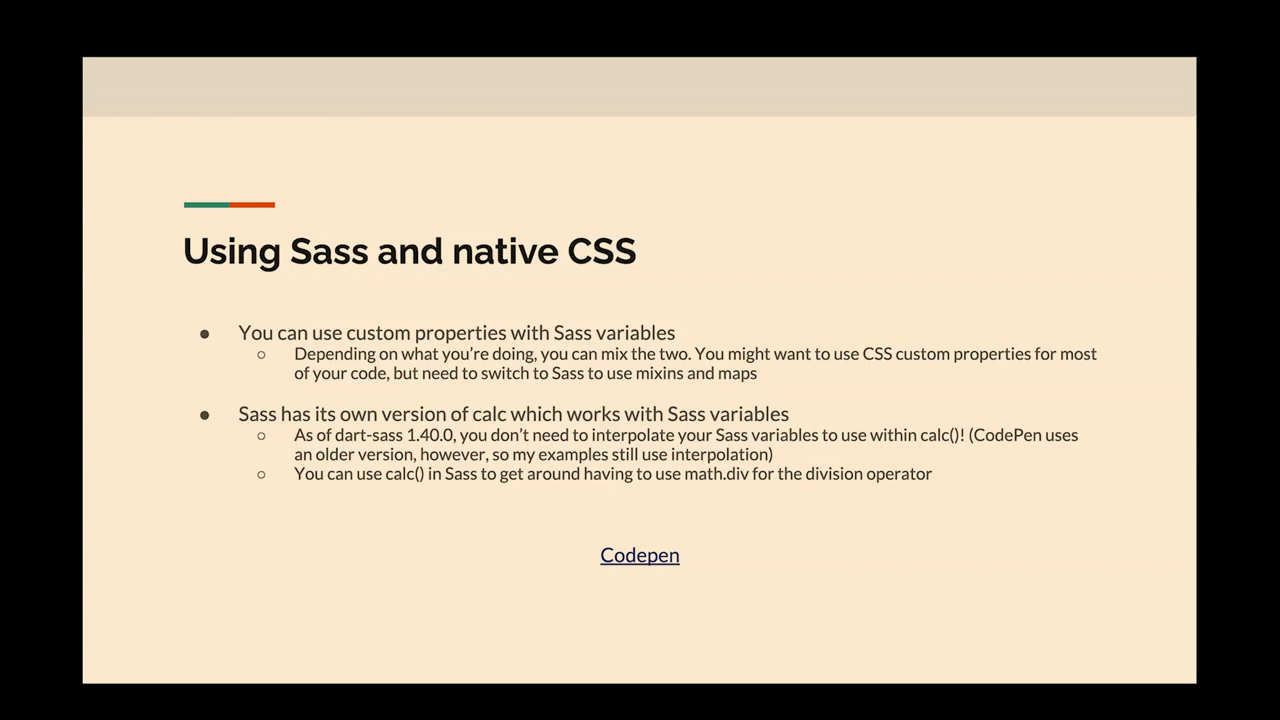 Using Sass and native CSS
● You can use custom properties with Sass variables
○ Depending on what you're doing, you can mix the two. You might want to use CSS custom properties for most
of your code, but need to switch to Sass to use mixins and maps
● Sass has its own version of calc which works with Sass variables
○ As of dart-sass 1.40.0, you don't need to interpolate your Sass variables to use within calc()! (CodePen uses
an older version, however, so my examples still use interpolation)
○ You can use calc() in Sass to get around having to use math.div for the division operator
Codepen